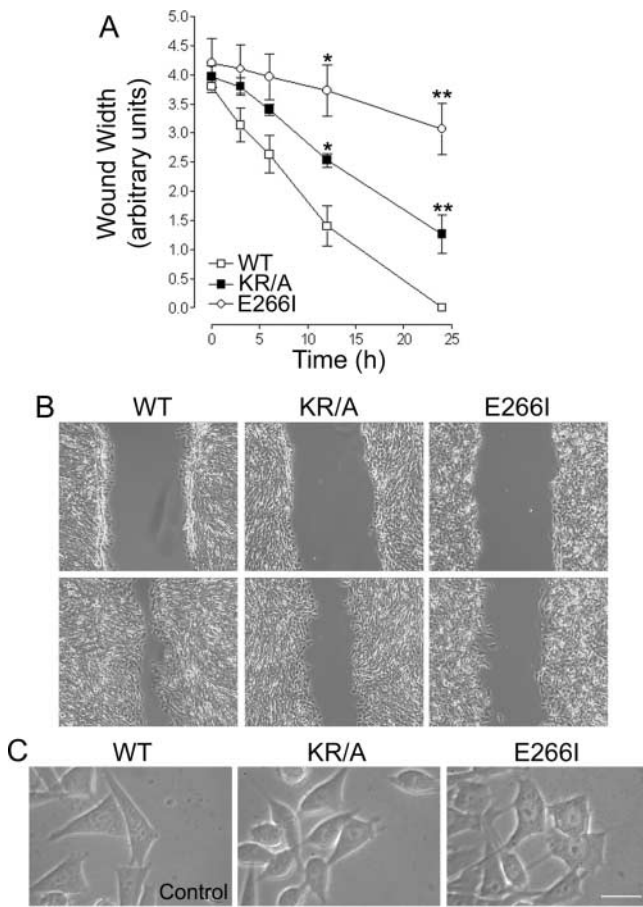 A
Wound Width
(arbitrary units)
5.0
4.5
4.0
3.5
3.0
2.5
2.0
1.5
1.0
0.5
0.0
*
**
*
**
WT
KR/A
E266I
0 5 10 15 20 25
Time (h)
B
WT KR/A E266I
C
WT KR/A E266I
Control